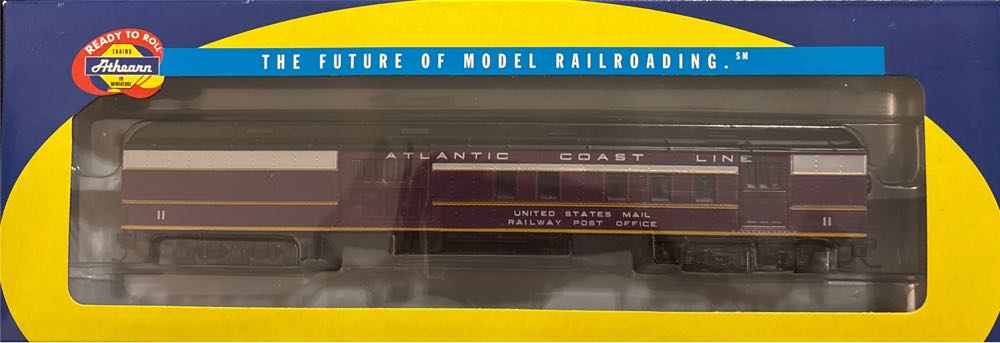 READY TO ROLL
TRAINS
Athearn
IN
MINIATURE
THE FUTURE OF MODEL RAILROADING.℠
ATLANTIC COAST LINE
11
UNITED STATES MAIL
RAILWAY POST OFFICE
11